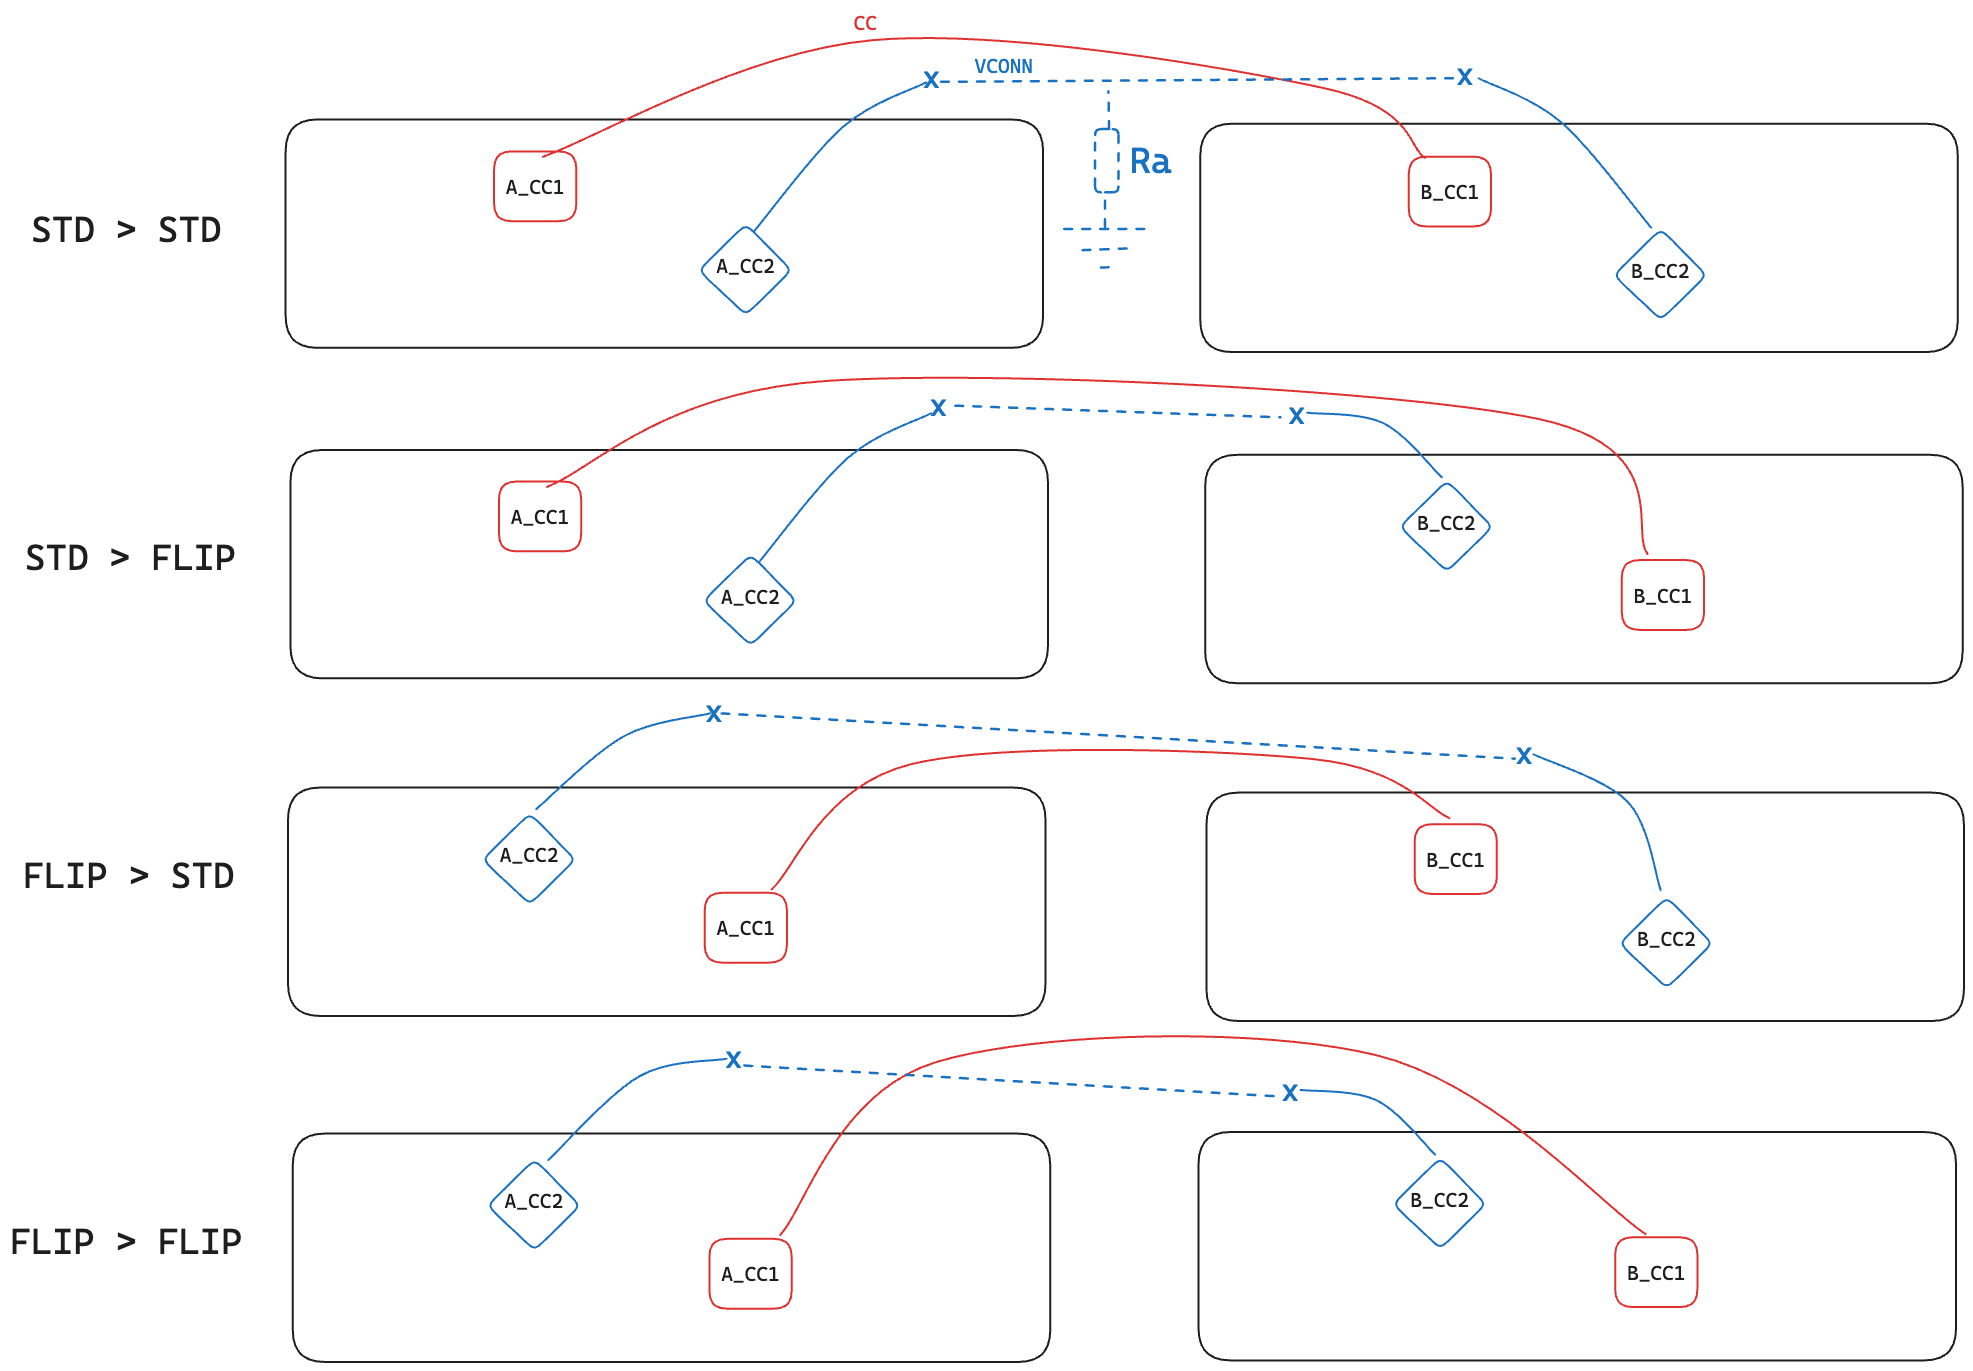 CC
X VCONN X
Ra
STD > STD
A_CC1
A_CC2
B_CC1
B_CC2
X X
STD > FLIP
A_CC1
A_CC2
B_CC2
B_CC1
X X
FLIP > STD
A_CC2
A_CC1
B_CC1
B_CC2
X X
FLIP > FLIP
A_CC2
A_CC1
B_CC2
B_CC1